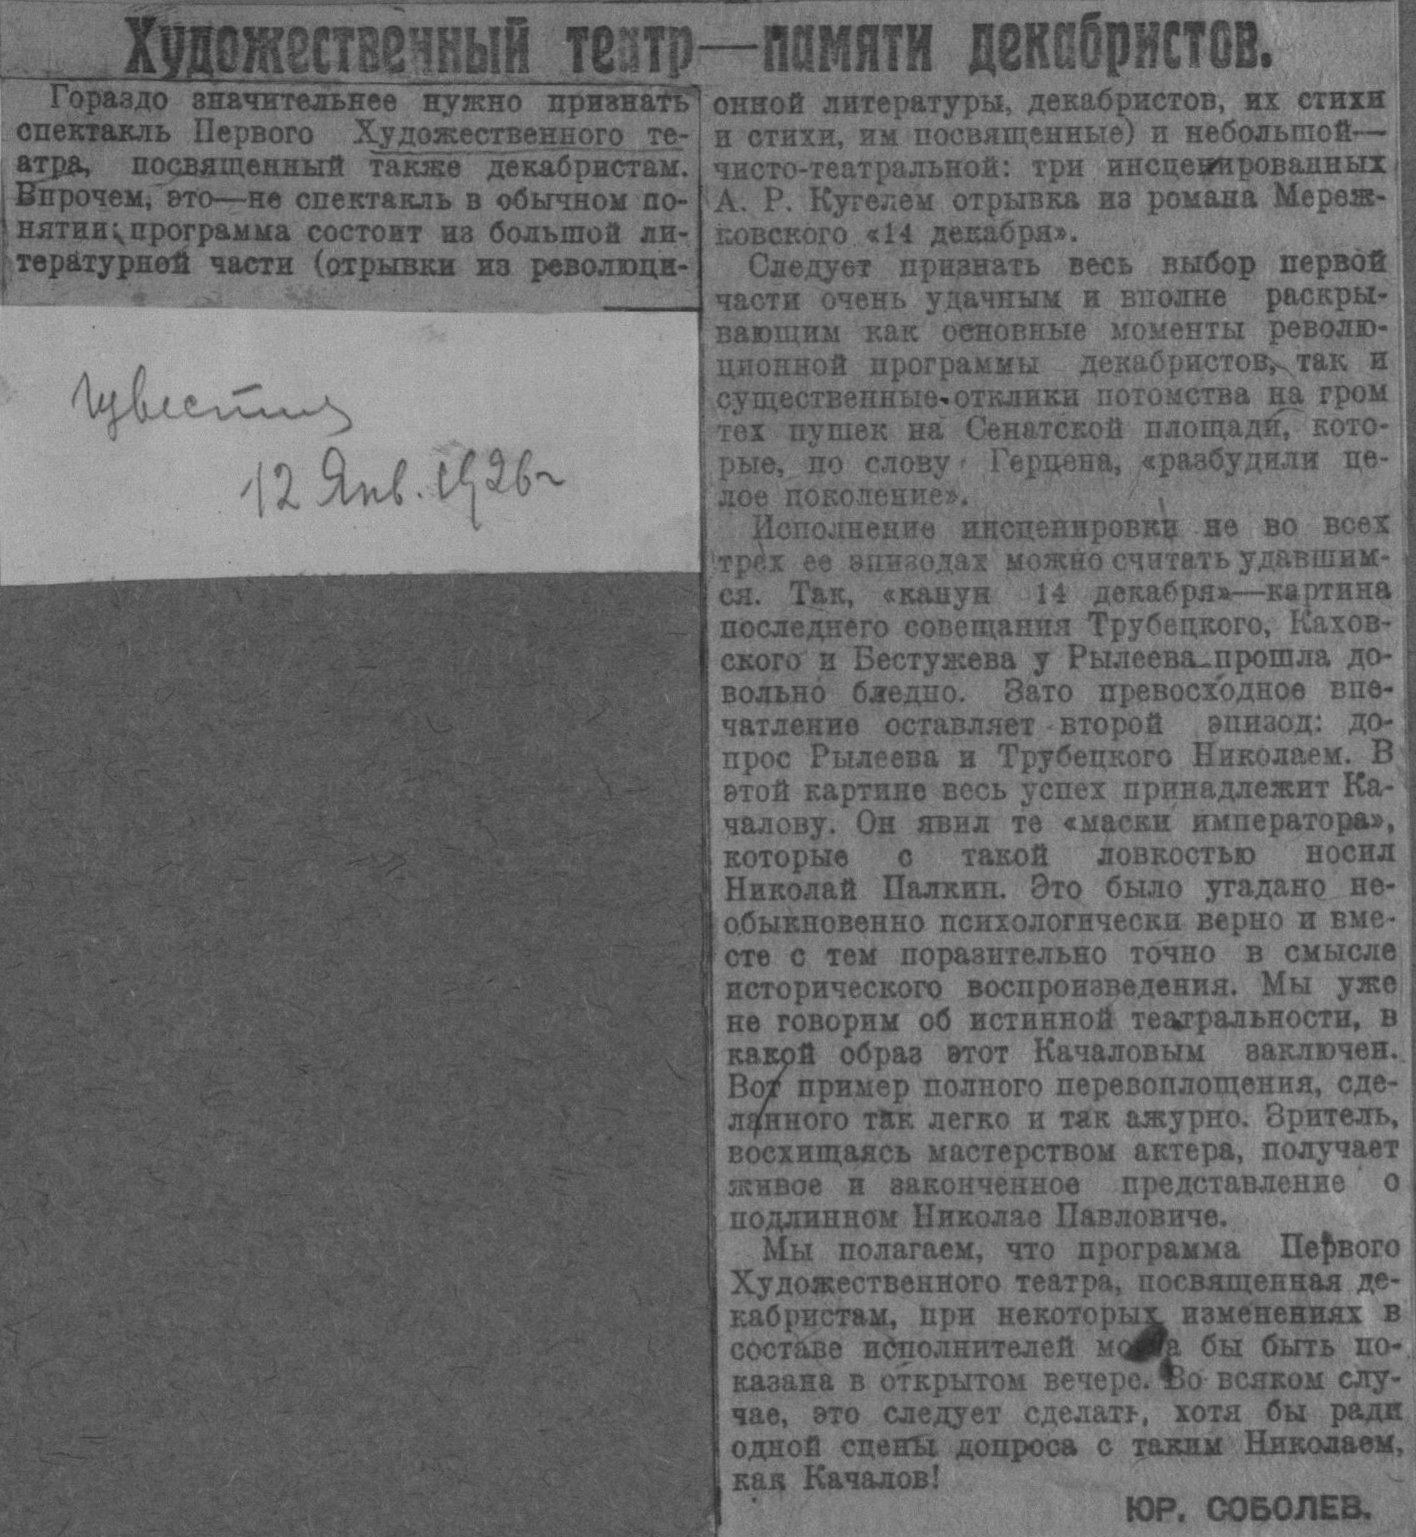 Художественный театр—памяти декабристов.
Гораздо значительнее нужно признать
спектакль Первого Художественного те-
атра, посвященный также декабристам.
Впрочем, это—не спектакль в обычном по-
нятии: программа состоит из большой ли-
тературной части (отрывки из революци-
Известия
12 Янв. 1926 г
онной литературы, декабристов, их стихи
и стихи, им посвященные) и небольшой—
чисто-театральной: три инсценированных
А. Р. Кугелем отрывка из романа Мереж-
ковского «14 декабря».
Следует признать весь выбор первой
части очень удачным и вполне раскры-
вающим как основные моменты револю-
ционной программы декабристов, так и
существенные отклики потомства на гром
тех пушек на Сенатской площади, кото-
рые, по слову Герцена, «разбудили це-
лое поколение».
Исполнение инсценировки не во всех
трех ее эпизодах можно считать удавшим-
ся. Так, «канун 14 декабря»—картина
последнего совещания Трубецкого, Кахов-
ского и Бестужева у Рылеева прошла до-
вольно бледно. Зато превосходное впе-
чатление оставляет второй эпизод: до-
прос Рылеева и Трубецкого Николаем. В
этой картине весь успех принадлежит Ка-
чалову. Он явил те «маски императора»,
которые с такой ловкостью носил
Николай Палкин. Это было угадано не-
обыкновенно психологически верно и вме-
сте с тем поразительно точно в смысле
исторического воспроизведения. Мы уже
не говорим об истинной театральности, в
какой образ этот Качаловым заключен.
Вот пример полного перевоплощения, сде-
ланного так легко и так ажурно. Зритель,
восхищаясь мастерством актера, получает
живое и законченное представление о
подлинном Николае Павловиче.
Мы полагаем, что программа Первого
Художественного театра, посвященная де-
кабристам, при некоторых изменениях в
составе исполнителей могла бы быть по-
казана в открытом вечере. Во всяком слу-
чае, это следует сделать, хотя бы ради
одной сцены допроса с таким Николаем,
как Качалов!
ЮР. СОБОЛЕВ.